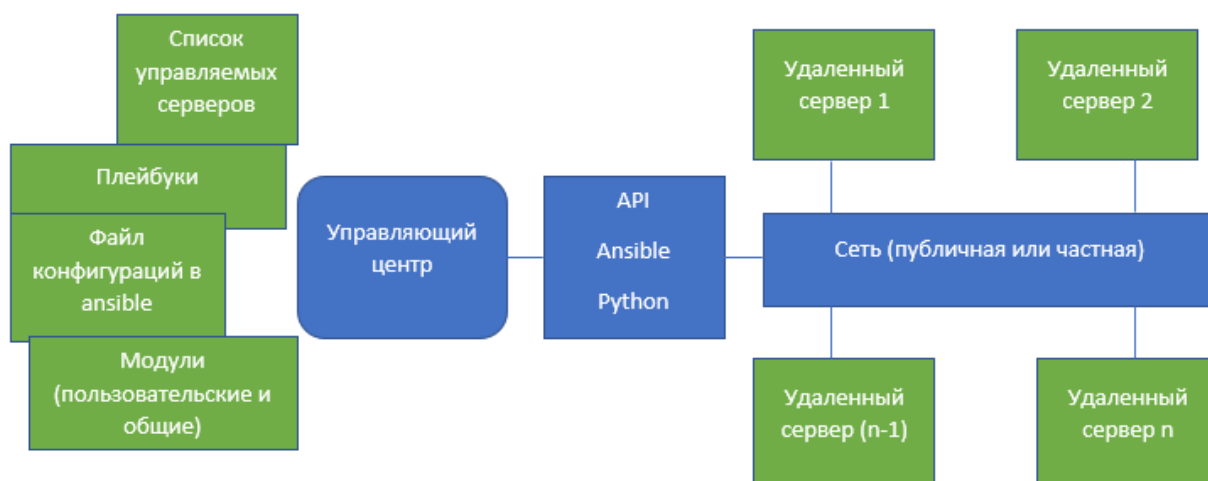 Список
управляемых
серверов
Плейбуки
Файл
конфигураций в
ansible
Модули
(пользовательские и
общие)
Управляющий
центр
API
Ansible
Python
Удаленный
сервер 1
Удаленный
сервер 2
Сеть (публичная или частная)
Удаленный
сервер (n-1)
Удаленный
сервер n